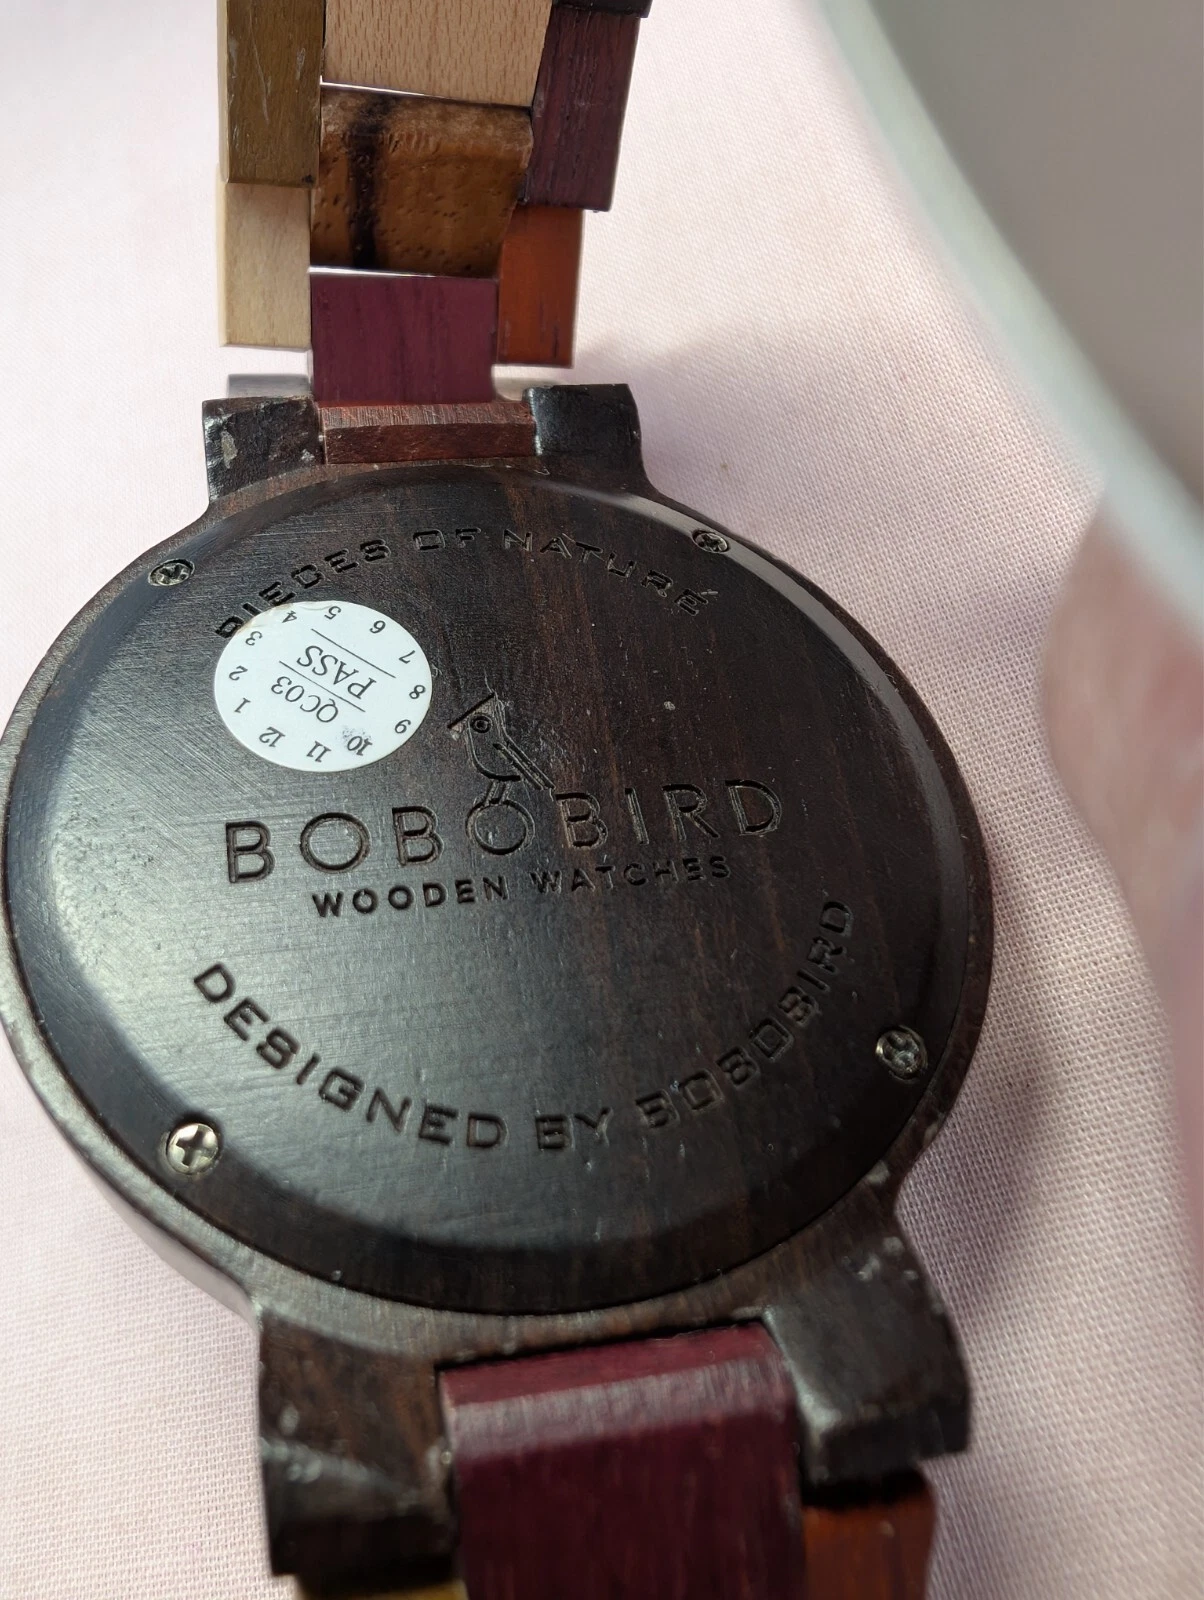 PIECES OF NATURE
1 2 3 4 5 6 7 8 9 10 11 12
QC03
PASS
BOBOBIRD
WOODEN WATCHES
DESIGNED BY BOBOBIRD